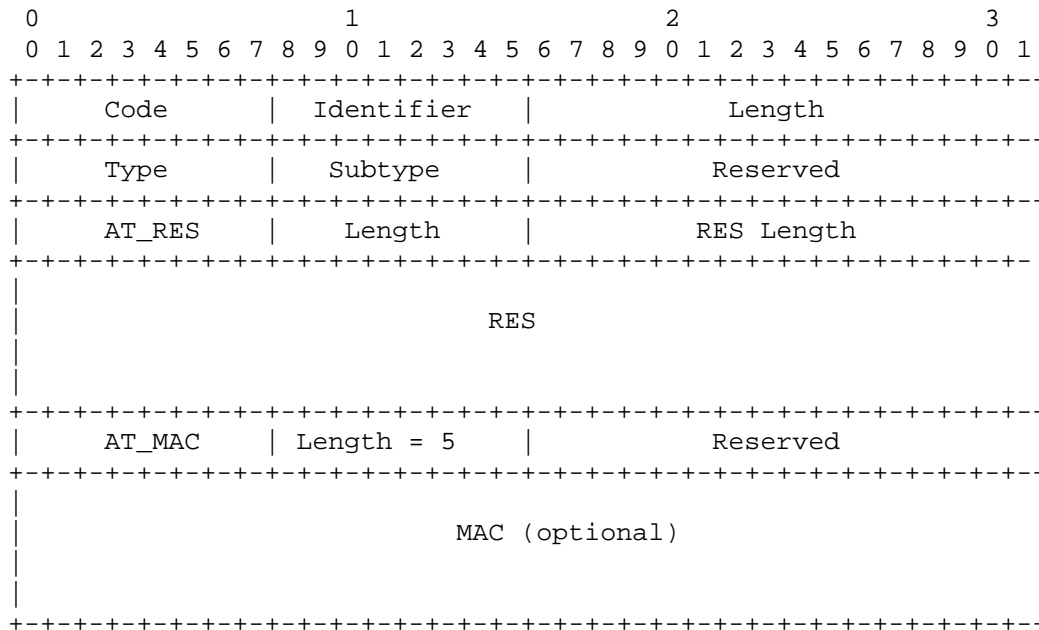 0                   1                   2                   3
0 1 2 3 4 5 6 7 8 9 0 1 2 3 4 5 6 7 8 9 0 1 2 3 4 5 6 7 8 9 0 1
+-+-+-+-+-+-+-+-+-+-+-+-+-+-+-+-+-+-+-+-+-+-+-+-+-+-+-+-+-+-+-+--
| Code | Identifier | Length
+-+-+-+-+-+-+-+-+-+-+-+-+-+-+-+-+-+-+-+-+-+-+-+-+-+-+-+-+-+-+-+--
| Type | Subtype | Reserved
+-+-+-+-+-+-+-+-+-+-+-+-+-+-+-+-+-+-+-+-+-+-+-+-+-+-+-+-+-+-+-+--
| AT_RES | Length | RES Length
+-+-+-+-+-+-+-+-+-+-+-+-+-+-+-+-+-+-+-+-+-+-+-+-+-+-+-+-+-+-+-+-
|
| RES
|
|
+-+-+-+-+-+-+-+-+-+-+-+-+-+-+-+-+-+-+-+-+-+-+-+-+-+-+-+-+-+-+-+--
| AT_MAC | Length = 5 | Reserved
+-+-+-+-+-+-+-+-+-+-+-+-+-+-+-+-+-+-+-+-+-+-+-+-+-+-+-+-+-+-+-+--
|
| MAC (optional)
|
|
+-+-+-+-+-+-+-+-+-+-+-+-+-+-+-+-+-+-+-+-+-+-+-+-+-+-+-+-+-+-+-+--